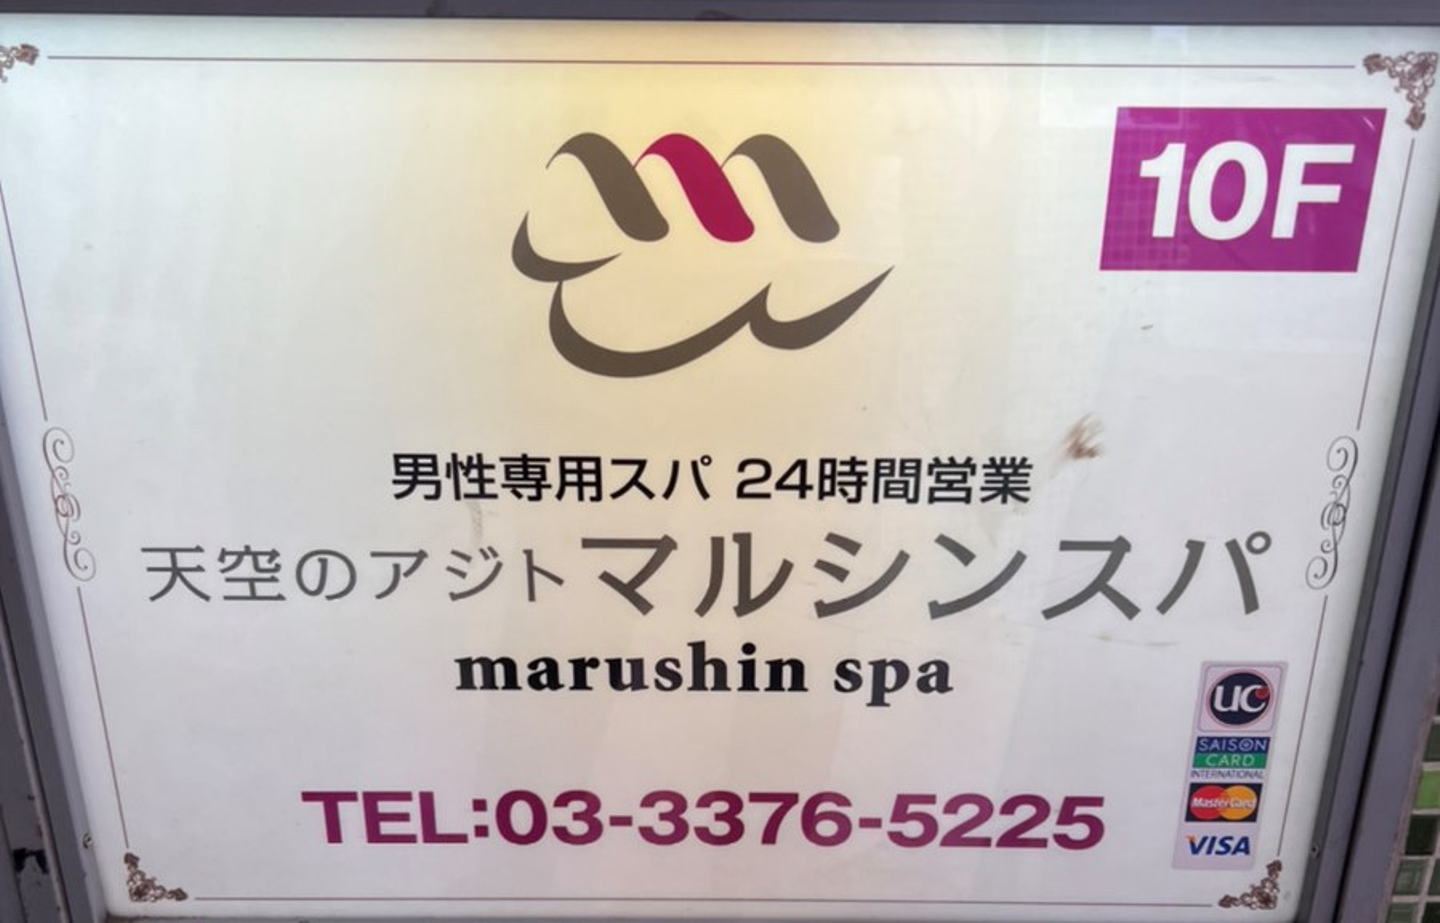 10F
男性専用スパ 24時間営業
天空のアジトマルシンスパ
marushin spa
TEL:03-3376-5225
UC
SAISON
CARD
INTERNATIONAL
MasterCard
VISA